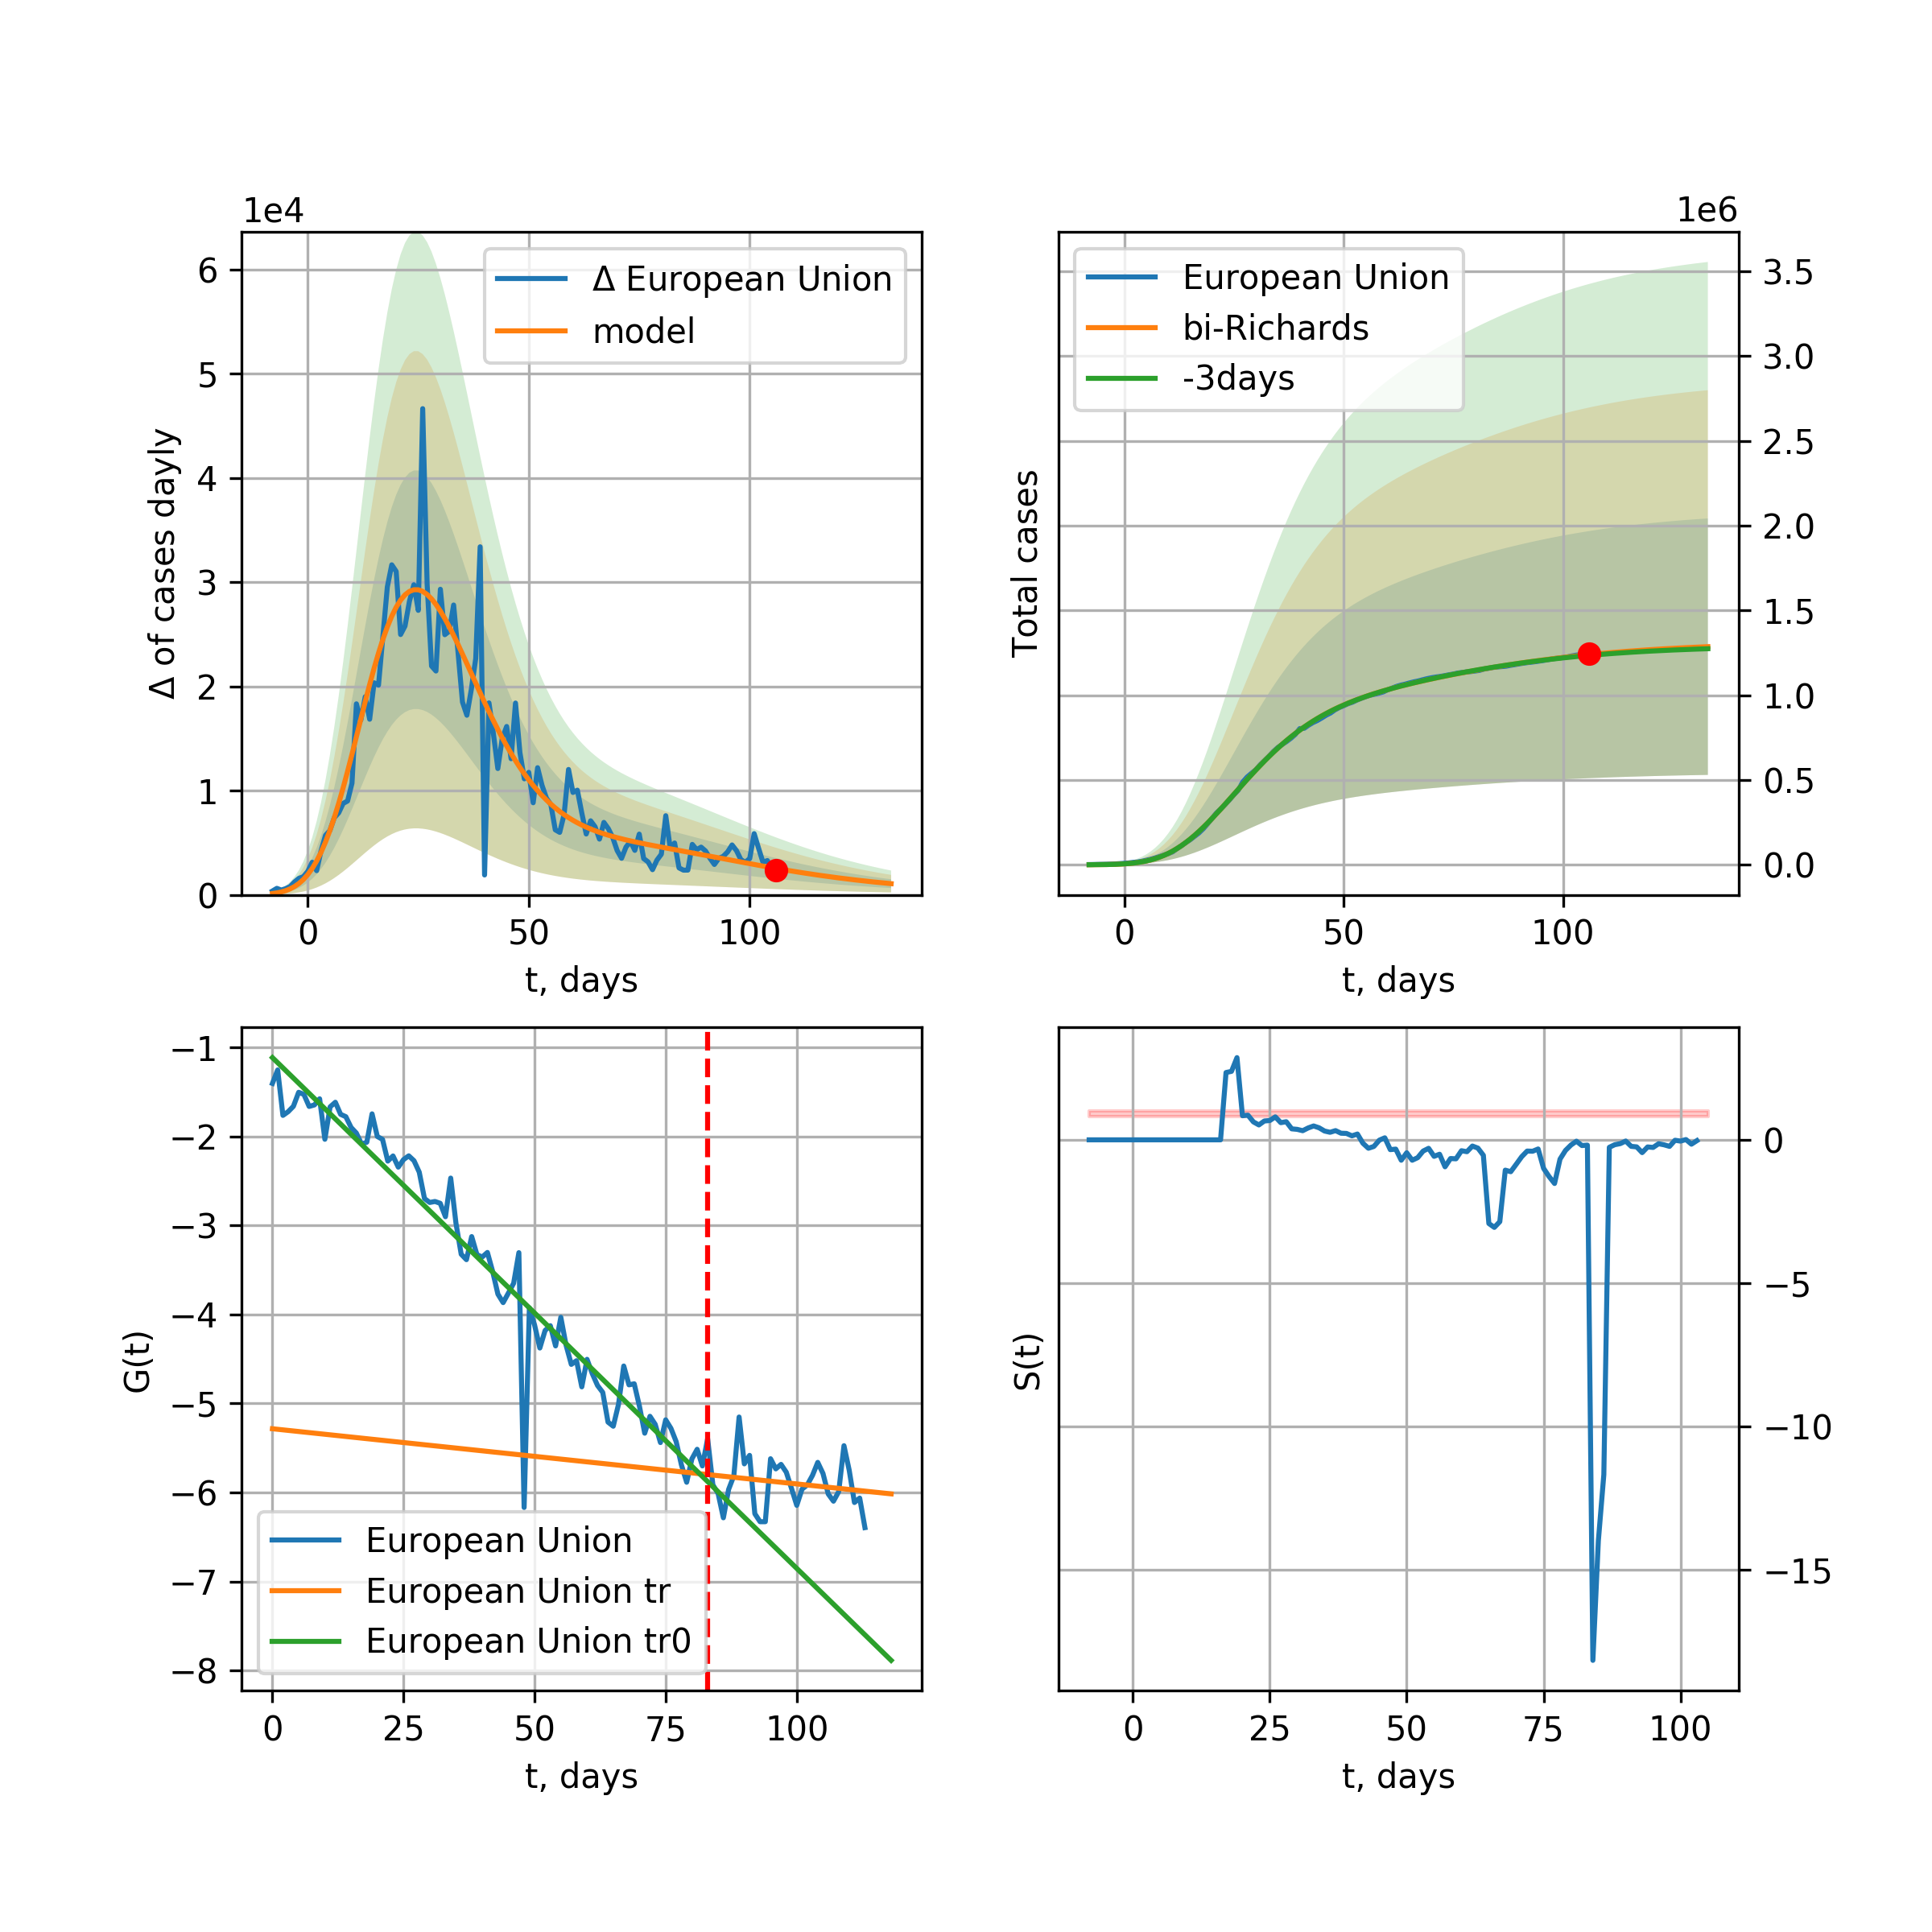 1e4
6
5
4
3
2
1
0
Δ of cases dayly
Δ European Union
model
0 50 100
t, days
1e6
European Union
bi-Richards
-3days
Total cases
3.5
3.0
2.5
2.0
1.5
1.0
0.5
0.0
0 50 100
t, days
−1
−2
−3
−4
−5
−6
−7
−8
G(t)
European Union
European Union tr
European Union tr0
0 25 50 75 100
t, days
S(t)
0
−5
−10
−15
0 25 50 75 100
t, days